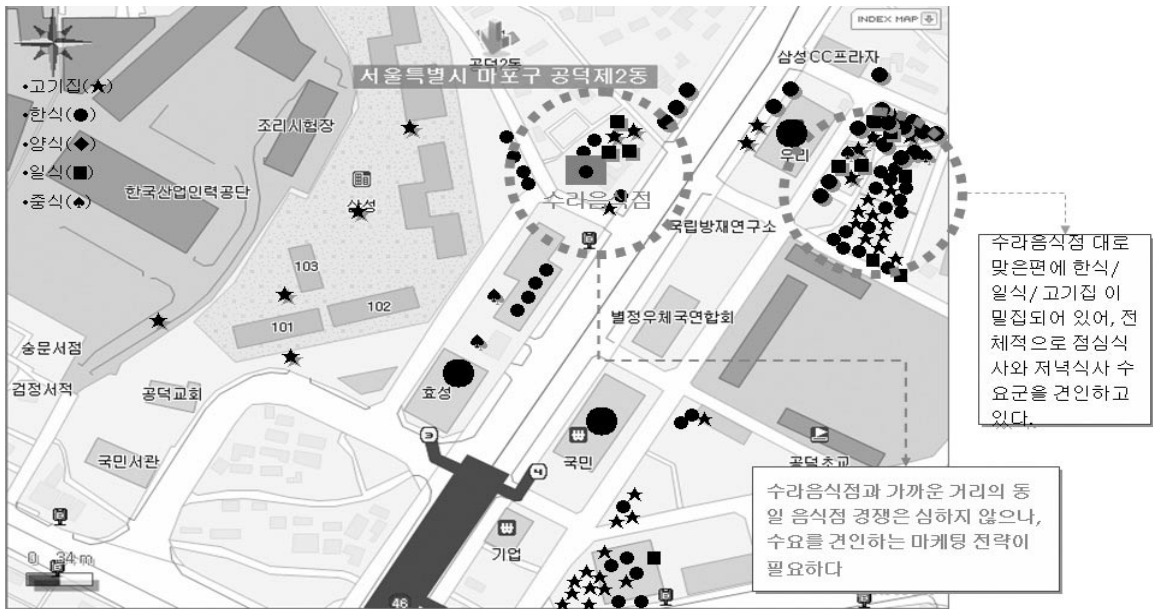 INDEX MAP
공덕2동
삼성CC프라자
서울특별시 마포구 공덕제2동
•고기집(★)
•한식(●)
•양식(◆)
•일식(■)
•중식(♠)
조리시험장
우리
한국산업인력공단
삼성
수라음식점
국립방재연구소
수라음식점 대로
맞은편에 한식/
일식/고기집 이
밀집되어 있어, 전
체적으로 점심식
사와 저녁식사 수
요군을 견인하고
있다.
103
102
101
별정우체국연합회
숭문서점
검정서적
공덕교회
효성
3
국민서관
국민
4
공덕초교
수라음식점과 가까운 거리의 동
일 음식점 경쟁은 심하지 않으나,
수요를 견인하는 마케팅 전략이
필요하다
기업
0 34 m
46